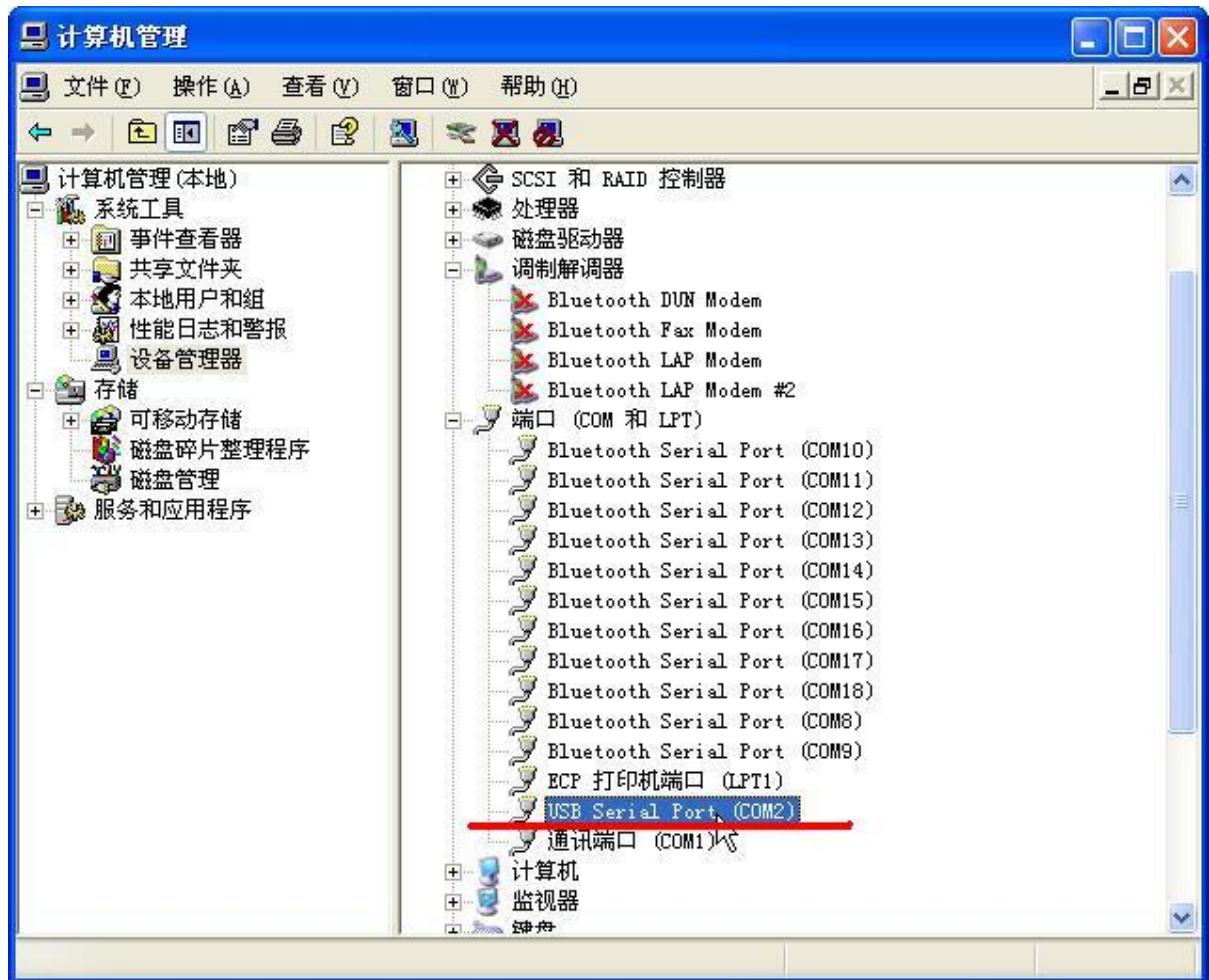 计算机管理
文件(F) 操作(A) 查看(V) 窗口(W) 帮助(H)
计算机管理(本地)
系统工具
事件查看器
共享文件夹
本地用户和组
性能日志和警报
设备管理器
存储
可移动存储
磁盘碎片整理程序
磁盘管理
服务和应用程序
SCSI 和 RAID 控制器
处理器
磁盘驱动器
调制解调器
Bluetooth DUN Modem
Bluetooth Fax Modem
Bluetooth LAP Modem
Bluetooth LAP Modem #2
端口 (COM 和 LPT)
Bluetooth Serial Port (COM10)
Bluetooth Serial Port (COM11)
Bluetooth Serial Port (COM12)
Bluetooth Serial Port (COM13)
Bluetooth Serial Port (COM14)
Bluetooth Serial Port (COM15)
Bluetooth Serial Port (COM16)
Bluetooth Serial Port (COM17)
Bluetooth Serial Port (COM18)
Bluetooth Serial Port (COM8)
Bluetooth Serial Port (COM9)
ECP 打印机端口 (LPT1)
USB Serial Port (COM2)
通讯端口 (COM1)
计算机
监视器
键盘